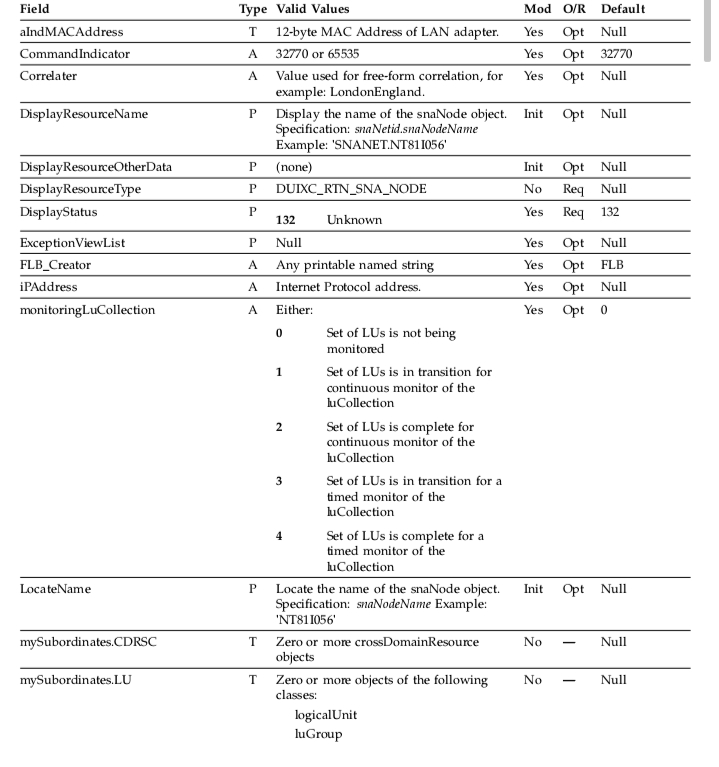 Field Type Valid Values Mod O/R Default
aIndMACAddress T 12-byte MAC Address of LAN adapter. Yes Opt Null
CommandIndicator A 32770 or 65535 Yes Opt 32770
Correlater A Value used for free-form correlation, for Yes Opt Null
example: LondonEngland.
DisplayResourceName P Display the name of the snaNode object. Init Opt Null
Specification: snaNetid.snaNodeName
Example: 'SNANET.NT81I056'
DisplayResourceOtherData P (none) Init Opt Null
DisplayResourceType P DUIXC_RTN_SNA_NODE No Req Null
DisplayStatus P Yes Req 132
132 Unknown
ExceptionViewList P Null Yes Opt Null
FLB_Creator A Any printable named string Yes Opt FLB
iPAddress A Internet Protocol address. Yes Opt Null
monitoringLuCollection A Either: Yes Opt 0
0 Set of LUs is not being
monitored
1 Set of LUs is in transition for
continuous monitor of the
luCollection
2 Set of LUs is complete for
continuous monitor of the
luCollection
3 Set of LUs is in transition for a
timed monitor of the
luCollection
4 Set of LUs is complete for a
timed monitor of the
luCollection
LocateName P Locate the name of the snaNode object. Init Opt Null
Specification: snaNodeName Example:
'NT81I056'
mySubordinates.CDRSC T Zero or more crossDomainResource No — Null
objects
mySubordinates.LU T Zero or more objects of the following No — Null
classes:
logicalUnit
luGroup